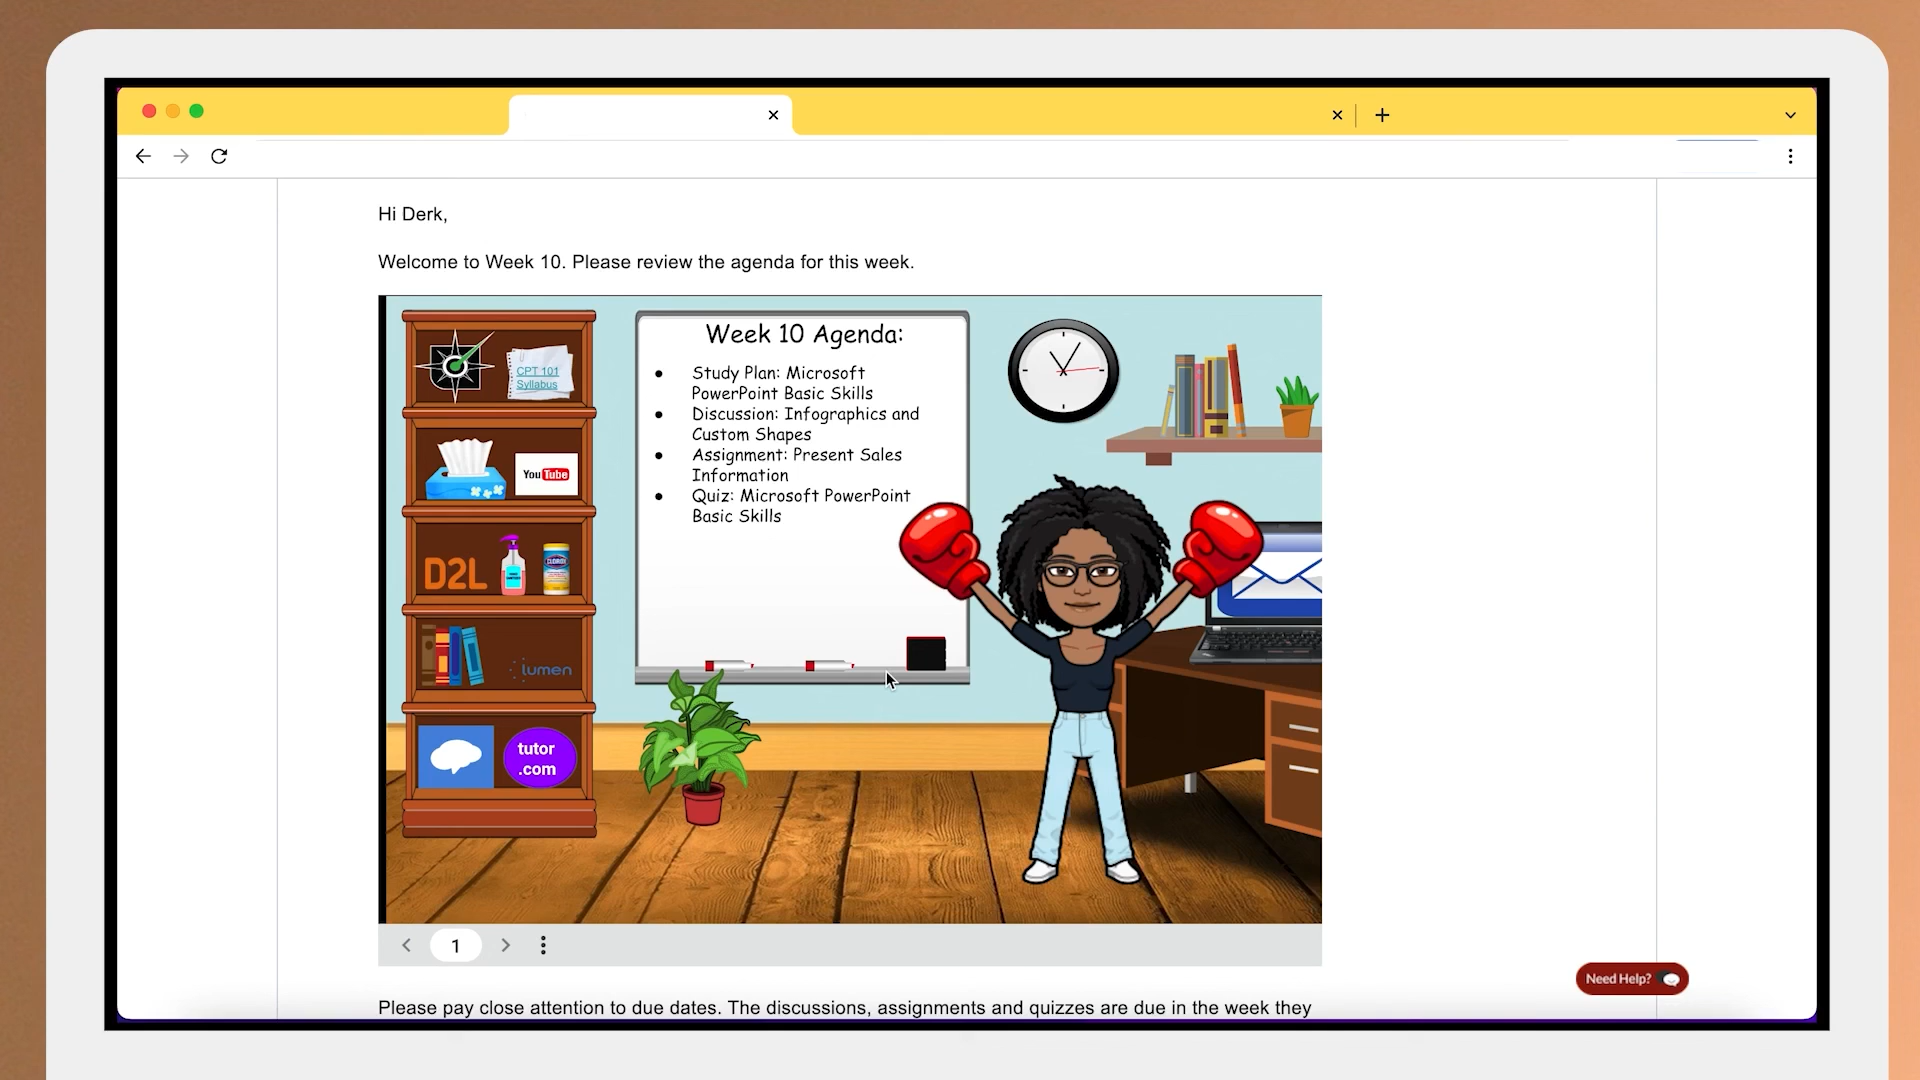 Hi Derk,
Welcome to Week 10. Please review the agenda for this week.
CPT 101
Syllabus
YouTube
D2L
CLOROX
lumen
tutor
.com
Week 10 Agenda:
• Study Plan: Microsoft
PowerPoint Basic Skills
• Discussion: Infographics and
Custom Shapes
• Assignment: Present Sales
Information
• Quiz: Microsoft PowerPoint
Basic Skills
1
Need Help?
Please pay close attention to due dates. The discussions, assignments and quizzes are due in the week they